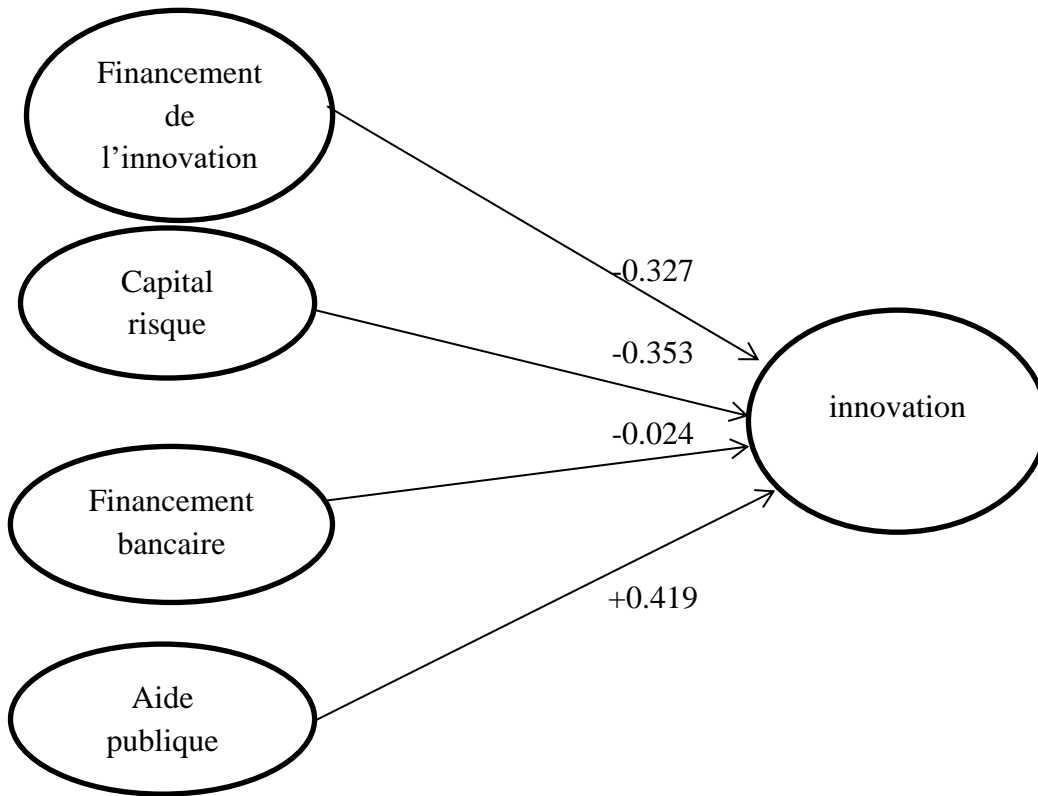 Financement
de
l’innovation
-0.327
Capital
risque
-0.353
innovation
-0.024
Financement
bancaire
+0.419
Aide
publique